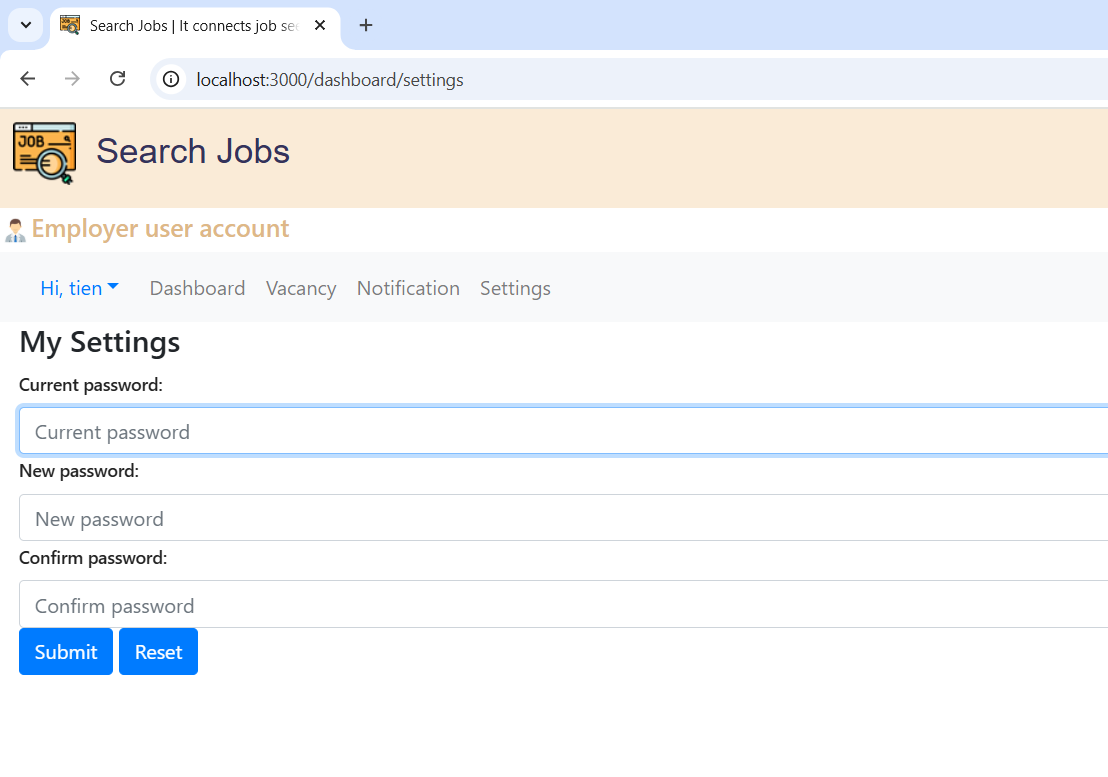 Search Jobs | It connects job se
localhost:3000/dashboard/settings
JOB
Search Jobs
Employer user account
Hi, tien Dashboard Vacancy Notification Settings
My Settings
Current password:
Current password
New password:
New password
Confirm password:
Confirm password
Submit Reset